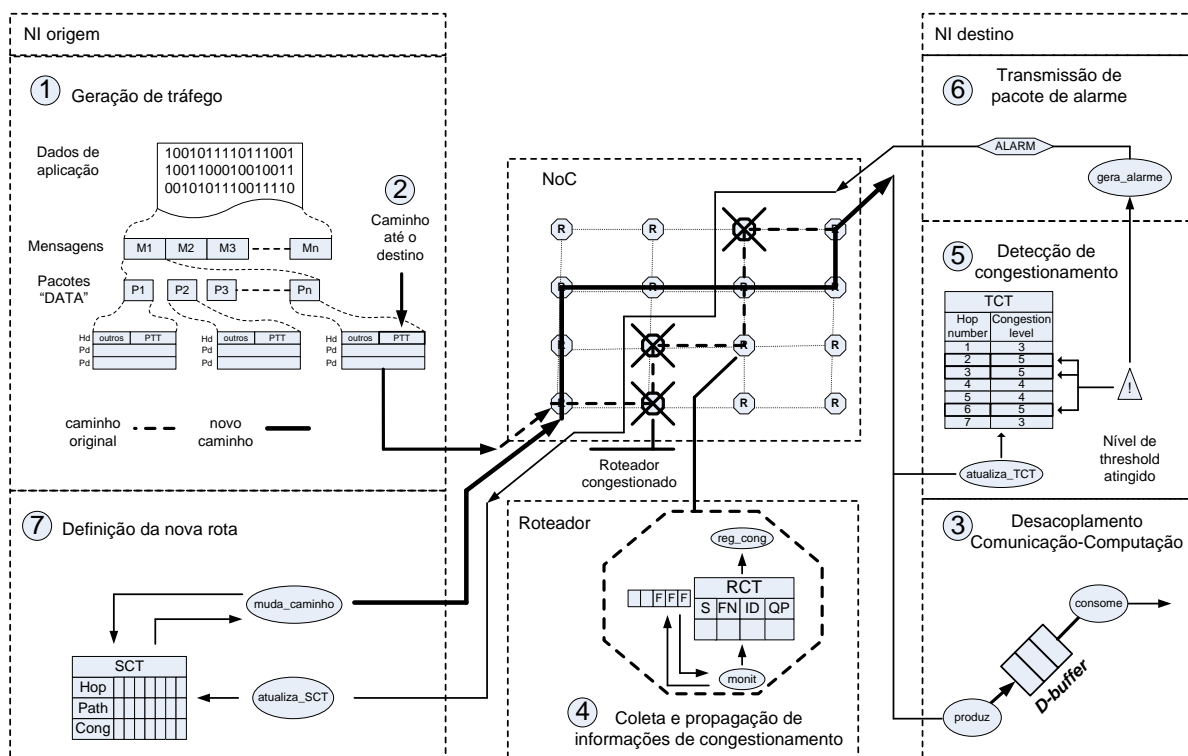 NI origem
1
Geração de tráfego
Dados de
aplicação
1001011110111001
1001100010010011
0010101110011110
2
Caminho
até o
destino
Mensagens
M1 M2 M3 Mn
Pacotes
“DATA”
P1 P2 P3 Pn
Hd outros PTT
Pd
Pd
Hd outros PTT
Pd
Pd
Hd outros PTT
Pd
Pd
caminho
original
novo
caminho
7
Definição da nova rota
muda_caminho
SCT
Hop
Path
Cong
atualiza_SCT
NoC
R R R R
R R R R
R R R R
R R R R
Roteador
congestionado
Roteador
reg_cong
F F F
RCT
S FN ID QP
monit
4
Coleta e propagação de
informações de congestionamento
NI destino
6
Transmissão de
pacote de alarme
ALARM
gera_alarme
5
Detecção de
congestionamento
TCT
Hop
number
Congestion
level
1 3
2 5
3 5
4 4
5 4
6 5
7 3
!
atualiza_TCT
Nível de
threshold
atingido
3
Desacoplamento
Comunicação-Computação
consome
D-buffer
produz